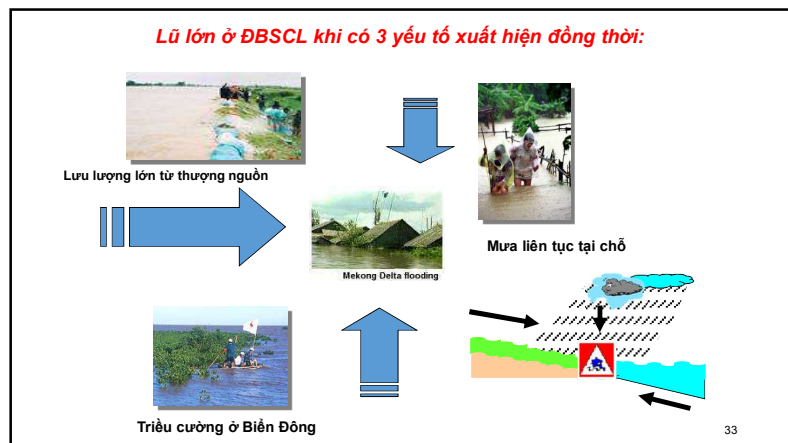 Lũ lớn ở ĐBSCL khi có 3 yếu tố xuất hiện đồng thời:
Lưu lượng lớn từ thượng nguồn
Mưa liên tục tại chỗ
Mekong Delta flooding
Triều cường ở Biển Đông
33